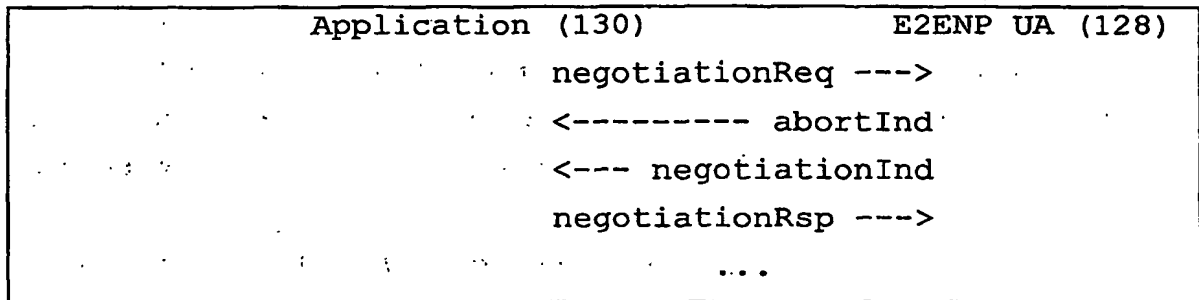 Application (130) E2ENP UA (128)
negotiationReq --->
<--------- abortInd
<--- negotiationInd
negotiationRsp --->
...